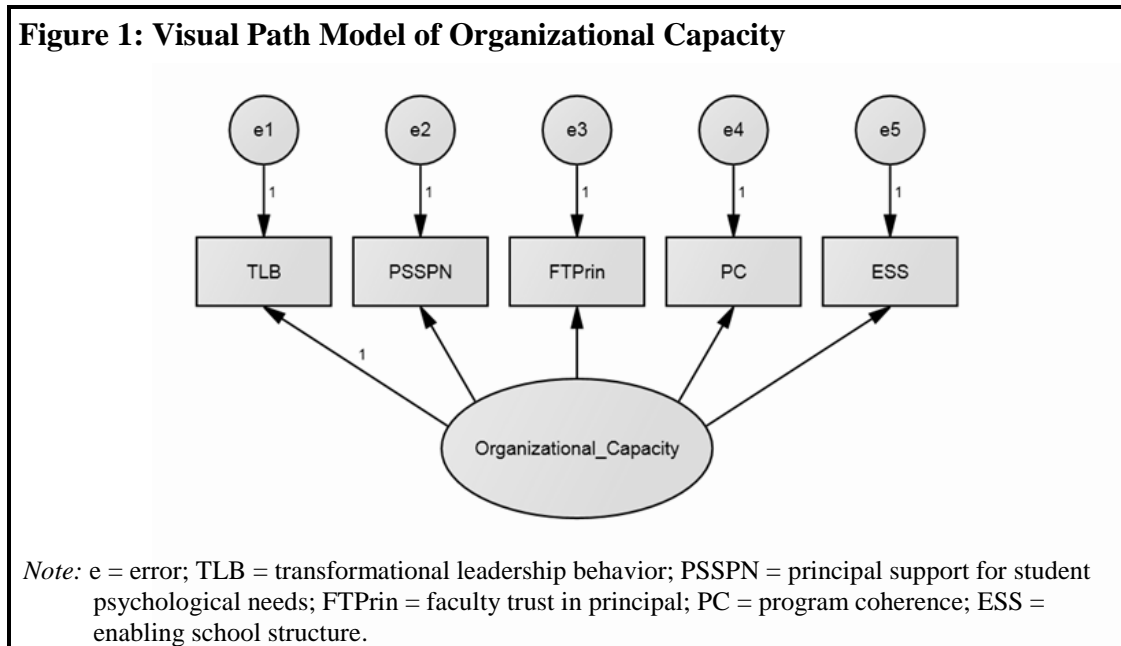 Figure 1: Visual Path Model of Organizational Capacity
e1 e2 e3 e4 e5
1 1 1 1 1
TLB PSSPN FTPrin PC ESS
1
Organizational_Capacity
Note: e = error; TLB = transformational leadership behavior; PSSPN = principal support for student
psychological needs; FTPrin = faculty trust in principal; PC = program coherence; ESS =
enabling school structure.